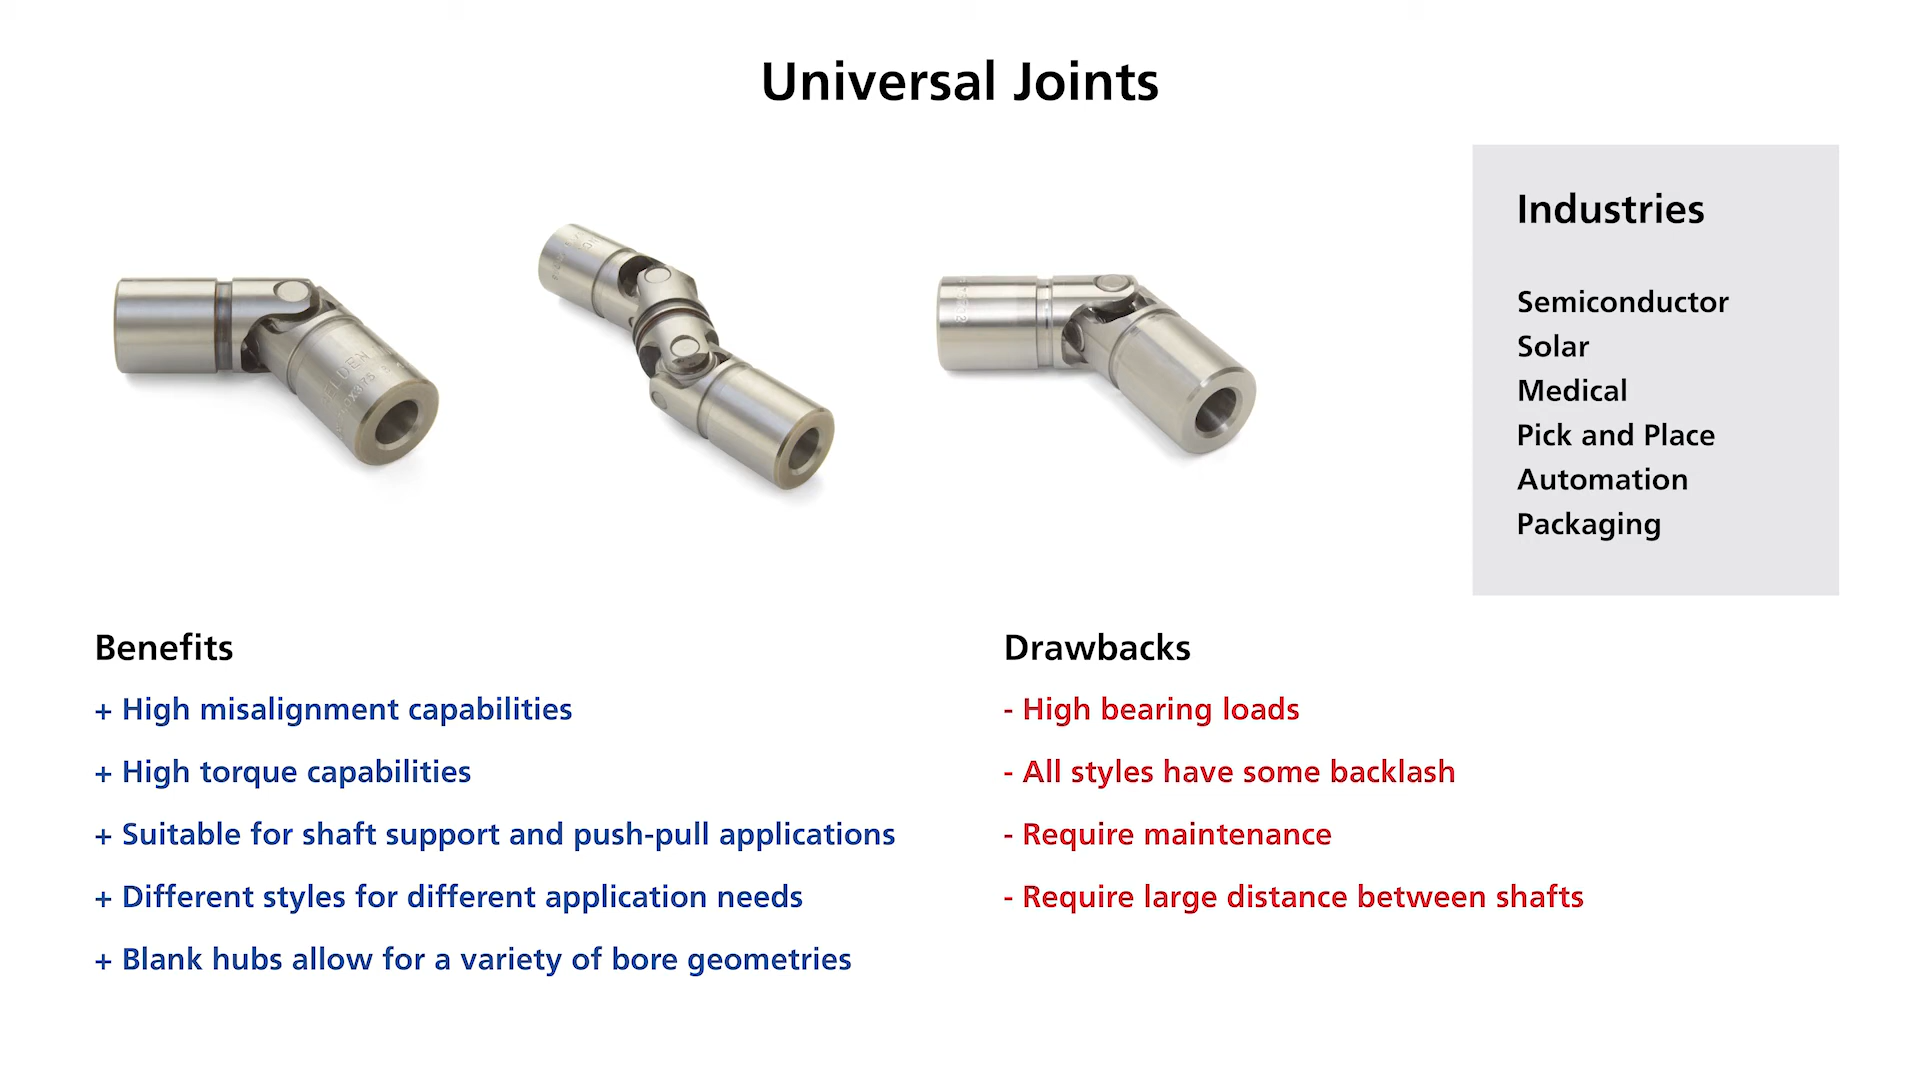 Universal Joints
Industries
Semiconductor
Solar
Medical
Pick and Place
Automation
Packaging
Benefits
+ High misalignment capabilities
+ High torque capabilities
+ Suitable for shaft support and push-pull applications
+ Different styles for different application needs
+ Blank hubs allow for a variety of bore geometries
Drawbacks
- High bearing loads
- All styles have some backlash
- Require maintenance
- Require large distance between shafts